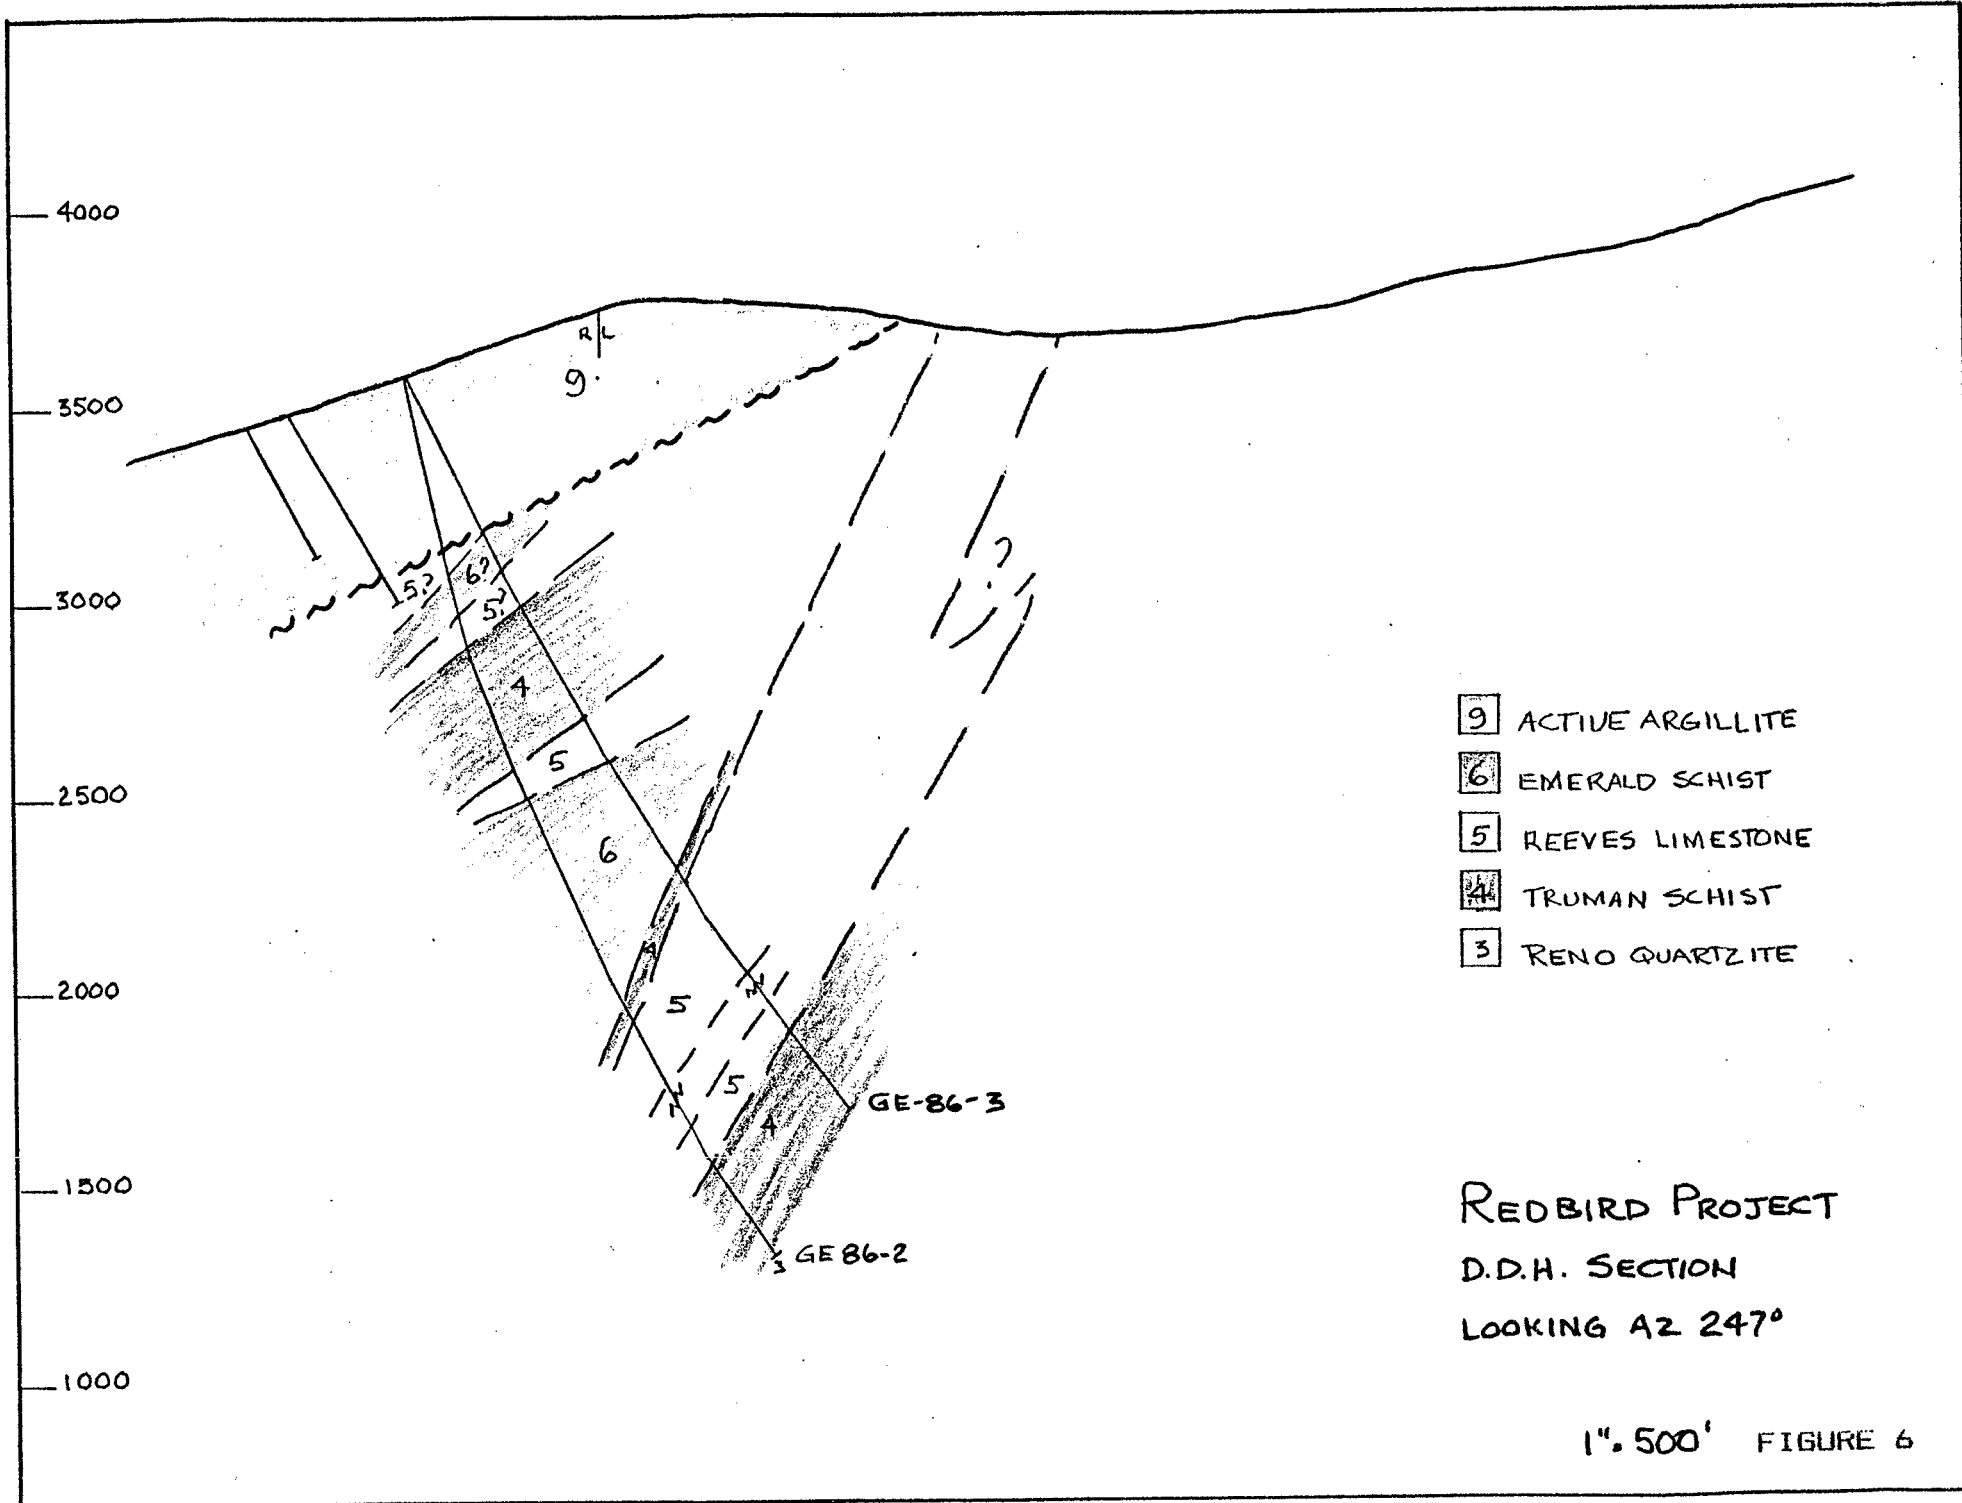 4000
3500
3000
2500
2000
1500
1000
R L
9.
5?
6?
5?
4
5
6
4
5
5
4
3
GE-86-3
GE 86-2
?
9 ACTIVE ARGILLITE
6 EMERALD SCHIST
5 REEVES LIMESTONE
4 TRUMAN SCHIST
3 RENO QUARTZITE
REDBIRD PROJECT
D.D.H. SECTION
LOOKING AZ 247°
1". 500' FIGURE 6